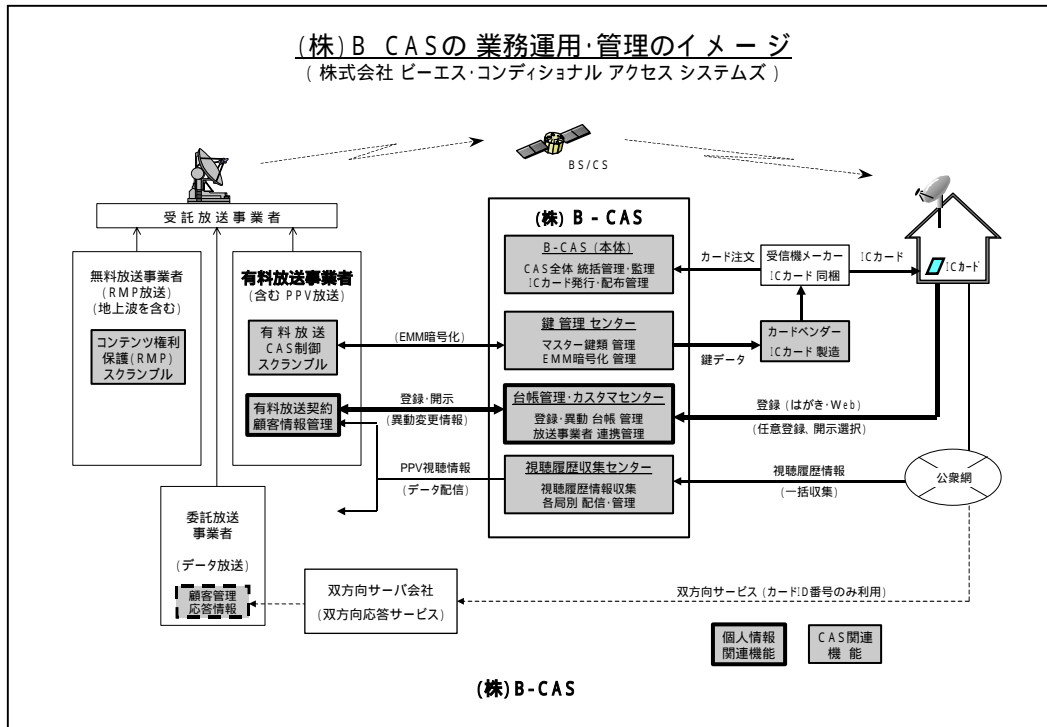 (株)B CASの 業務運用･管理のイメージ
( 株式会社 ビーエス･コンディショナル アクセス システムズ )
BS/CS
受託放送事業者
無料放送事業者
(RMP放送)
(地上波を含む)
コンテンツ権利
保護(RMP)
スクランブル
有料放送事業者
(含む PPV放送)
有料放送
CAS制御
スクランブル
有料放送契約
顧客情報管理
(EMM暗号化)
登録･開示
(異動変更情報)
PPV視聴情報
(データ配信)
(株) B-CAS
B-CAS (本体)
CAS全体 統括管理･監理
ICカード発行･配布管理
鍵 管理 センター
マスター鍵類 管理
EMM暗号化 管理
台帳管理･カスタマセンター
登録･異動 台帳 管理
放送事業者 連携管理
視聴履歴収集センター
視聴履歴情報収集
各局別 配信･管理
カード注文
受信機メーカー
ICカード 同梱
ICカード
ICカード
鍵データ
カードベンダー
ICカード 製造
登録 (はがき･Web)
(任意登録、開示選択)
視聴履歴情報
(一括収集)
公衆網
委託放送
事業者
(データ放送)
顧客管理
応答情報
双方向サーバ会社
(双方向応答サービス)
双方向サービス (カードID番号のみ利用)
個人情報
関連機能
CAS関連
機 能
(株)B-CAS